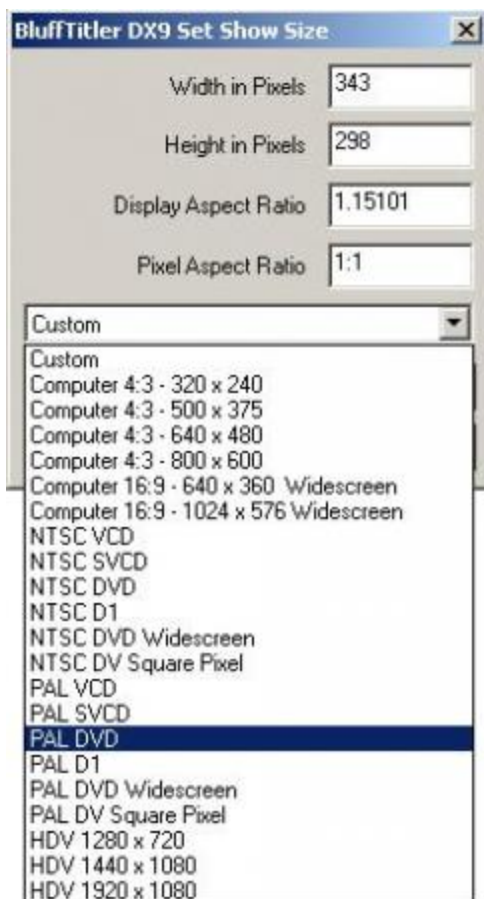 BluffTitler DX9 Set Show Size
Width in Pixels 343
Height in Pixels 298
Display Aspect Ratio 1.15101
Pixel Aspect Ratio 1:1
Custom
Custom
Computer 4:3 - 320 x 240
Computer 4:3 - 500 x 375
Computer 4:3 - 640 x 480
Computer 4:3 - 800 x 600
Computer 16:9 - 640 x 360 Widescreen
Computer 16:9 - 1024 x 576 Widescreen
NTSC VCD
NTSC SVCD
NTSC DVD
NTSC D1
NTSC DVD Widescreen
NTSC DV Square Pixel
PAL VCD
PAL SVCD
PAL DVD
PAL D1
PAL DVD Widescreen
PAL DV Square Pixel
HDV 1280 x 720
HDV 1440 x 1080
HDV 1920 x 1080